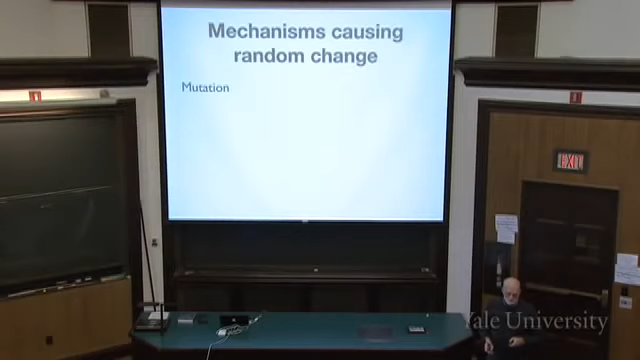 Mechanisms causing
random change
Mutation
EXIT
Yale University